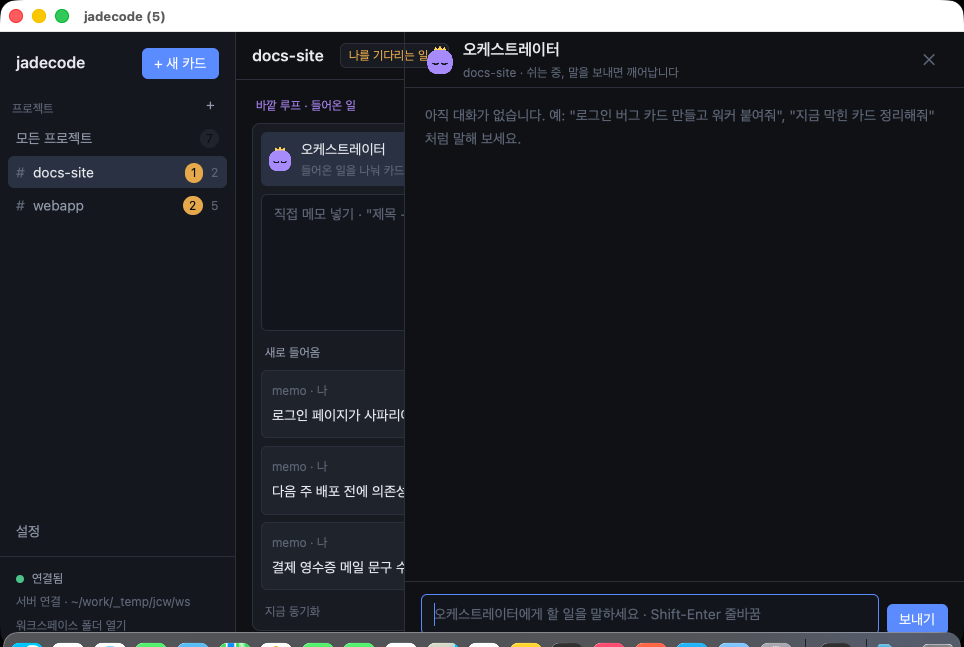 jadecode (5)
jadecode
+ 새 카드
프로젝트
+
모든 프로젝트 7
# docs-site 1 2
# webapp 2 5
설정
연결됨
서버 연결 · ~/work/_temp/jcw/ws
워크스페이스 폴더 열기
docs-site
나를 기다리는 일
바깥 루프 · 들어온 일
오케스트레이터
들어온 일을 나눠 카드
직접 메모 넣기 · "제목 -
새로 들어옴
memo · 나
로그인 페이지가 사파리
memo · 나
다음 주 배포 전에 의존성
memo · 나
결제 영수증 메일 문구 수
지금 동기화
오케스트레이터
docs-site · 쉬는 중, 말을 보내면 깨어납니다
아직 대화가 없습니다. 예: "로그인 버그 카드 만들고 워커 붙여줘", "지금 막힌 카드 정리해줘"
처럼 말해 보세요.
오케스트레이터에게 할 일을 말하세요 · Shift-Enter 줄바꿈
보내기